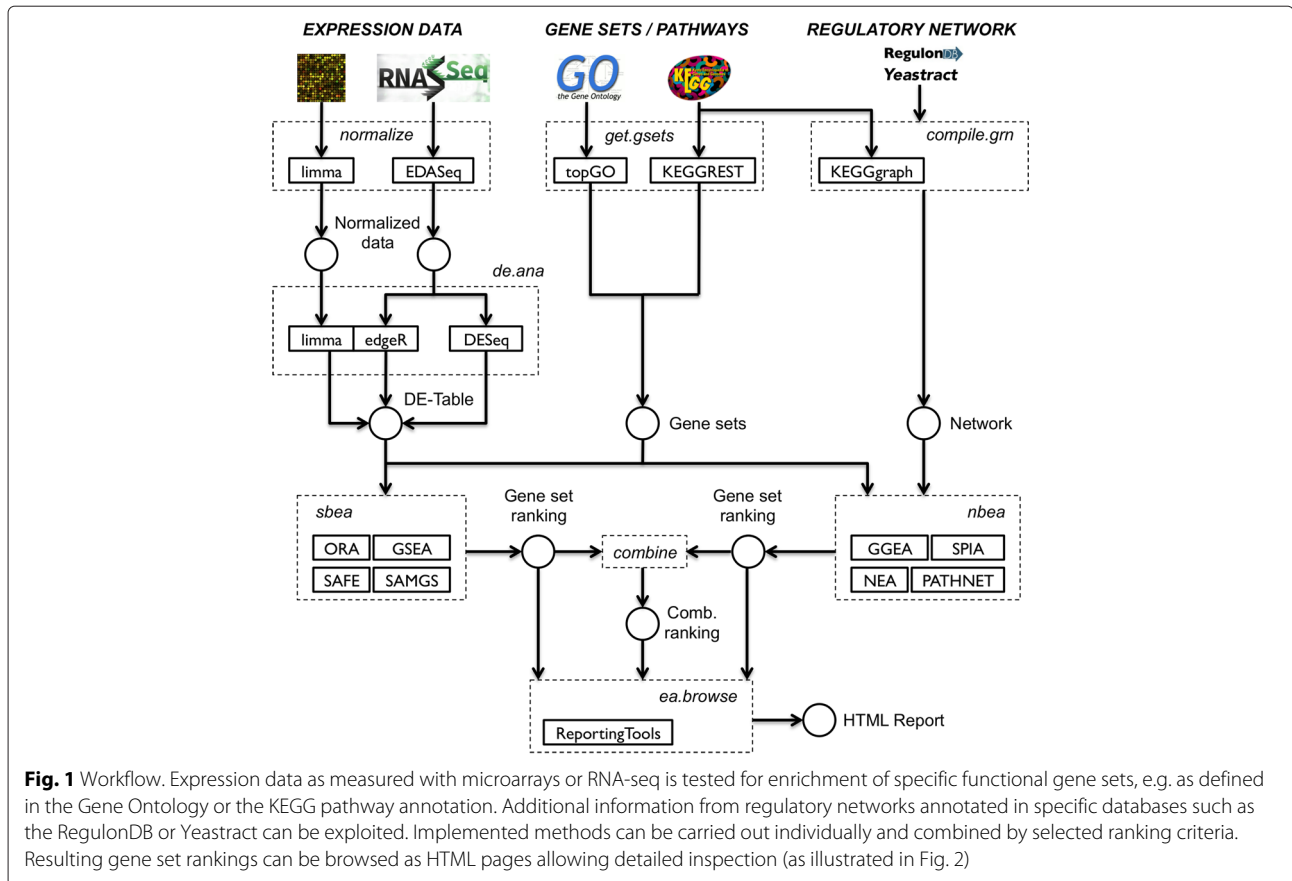 EXPRESSION DATA
GENE SETS / PATHWAYS
REGULATORY NETWORK
RNA Seq
GO
the Gene Ontology
KEGG
RegulonDB
Yeastract
normalize
get.gsets
compile.grn
limma
EDASeq
topGO
KEGGREST
KEGGgraph
Normalized
data
de.ana
limma
edgeR
DESeq
DE-Table
Gene sets
Network
sbea
Gene set
ranking
Gene set
ranking
nbea
ORA
GSEA
SAFE
SAMGS
combine
GGEA
SPIA
NEA
PATHNET
Comb.
ranking
ea.browse
ReportingTools
HTML Report
Fig. 1 Workflow. Expression data as measured with microarrays or RNA-seq is tested for enrichment of specific functional gene sets, e.g. as defined
in the Gene Ontology or the KEGG pathway annotation. Additional information from regulatory networks annotated in specific databases such as
the RegulonDB or Yeastract can be exploited. Implemented methods can be carried out individually and combined by selected ranking criteria.
Resulting gene set rankings can be browsed as HTML pages allowing detailed inspection (as illustrated in Fig. 2)